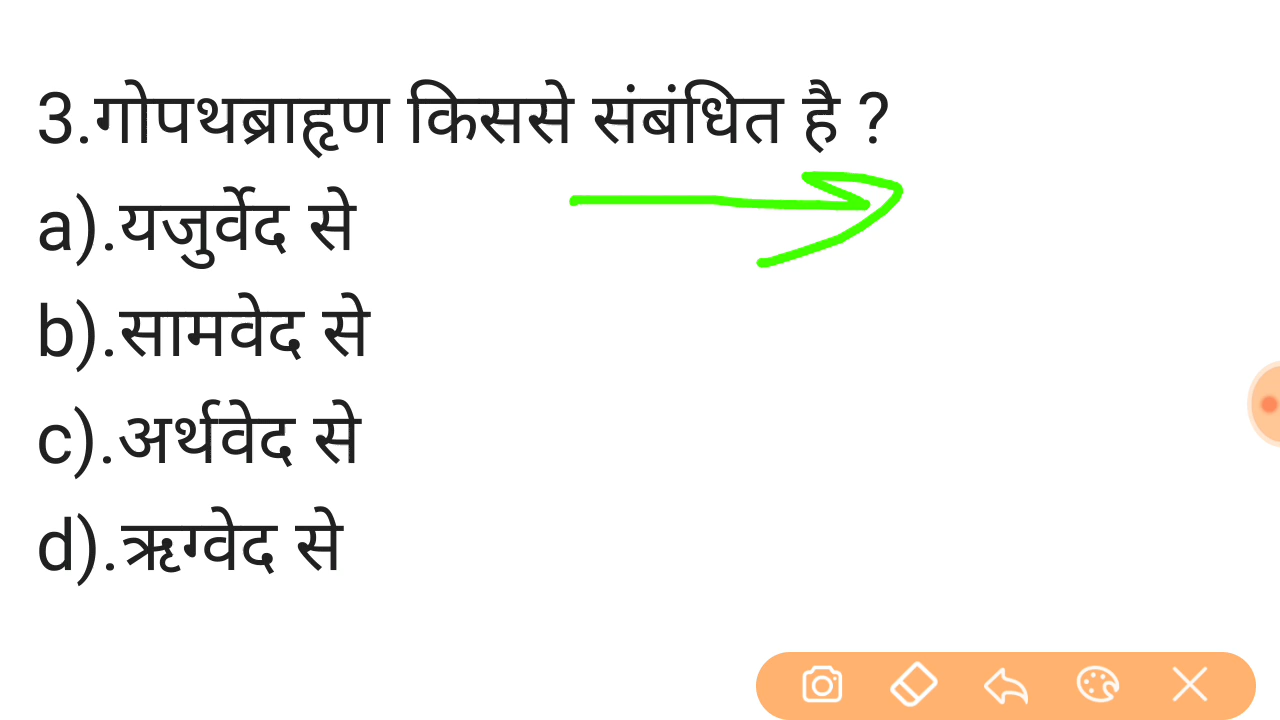 3.गोपथब्राहृण किससे संबंधित है ?
a).यजुर्वेद से
b).सामवेद से
c).अर्थवेद से
d).ऋग्वेद से